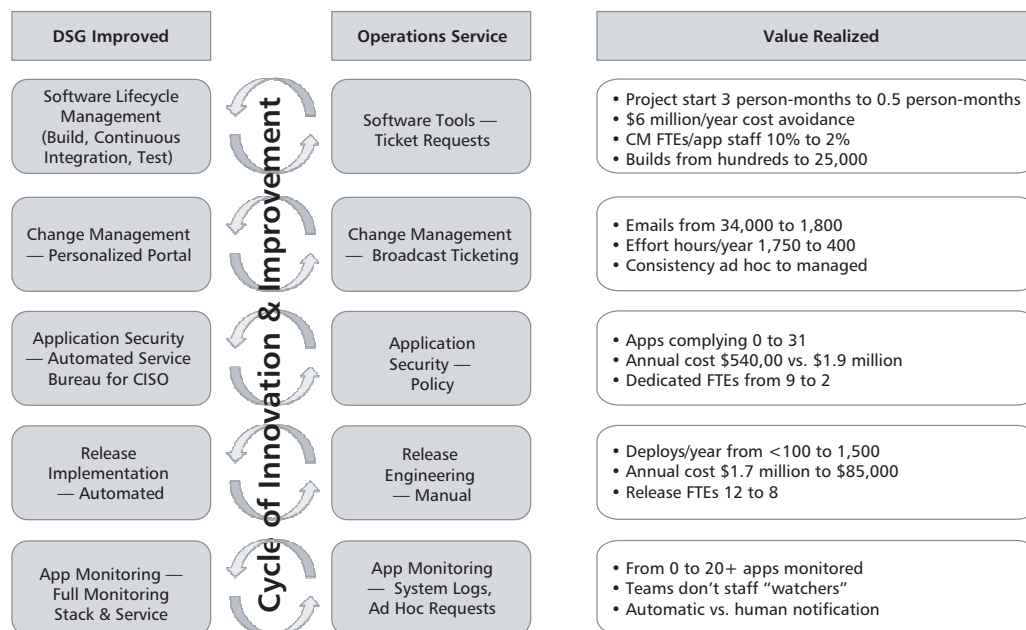 DSG Improved
Operations Service
Value Realized
Software Lifecycle
Management
(Build, Continuous
Integration, Test)
Software Tools —
Ticket Requests
• Project start 3 person-months to 0.5 person-months
• $6 million/year cost avoidance
• CM FTEs/app staff 10% to 2%
• Builds from hundreds to 25,000
Change Management
— Personalized Portal
Change Management
— Broadcast Ticketing
• Emails from 34,000 to 1,800
• Effort hours/year 1,750 to 400
• Consistency ad hoc to managed
Application Security
— Automated Service
Bureau for CISO
Application
Security —
Policy
• Apps complying 0 to 31
• Annual cost $540,00 vs. $1.9 million
• Dedicated FTEs from 9 to 2
Release
Implementation
— Automated
Release
Engineering
— Manual
• Deploys/year from <100 to 1,500
• Annual cost $1.7 million to $85,000
• Release FTEs 12 to 8
App Monitoring —
Full Monitoring
Stack & Service
App Monitoring
— System Logs,
Ad Hoc Requests
• From 0 to 20+ apps monitored
• Teams don’t staff “watchers”
• Automatic vs. human notification
Cycle of Innovation & Improvement